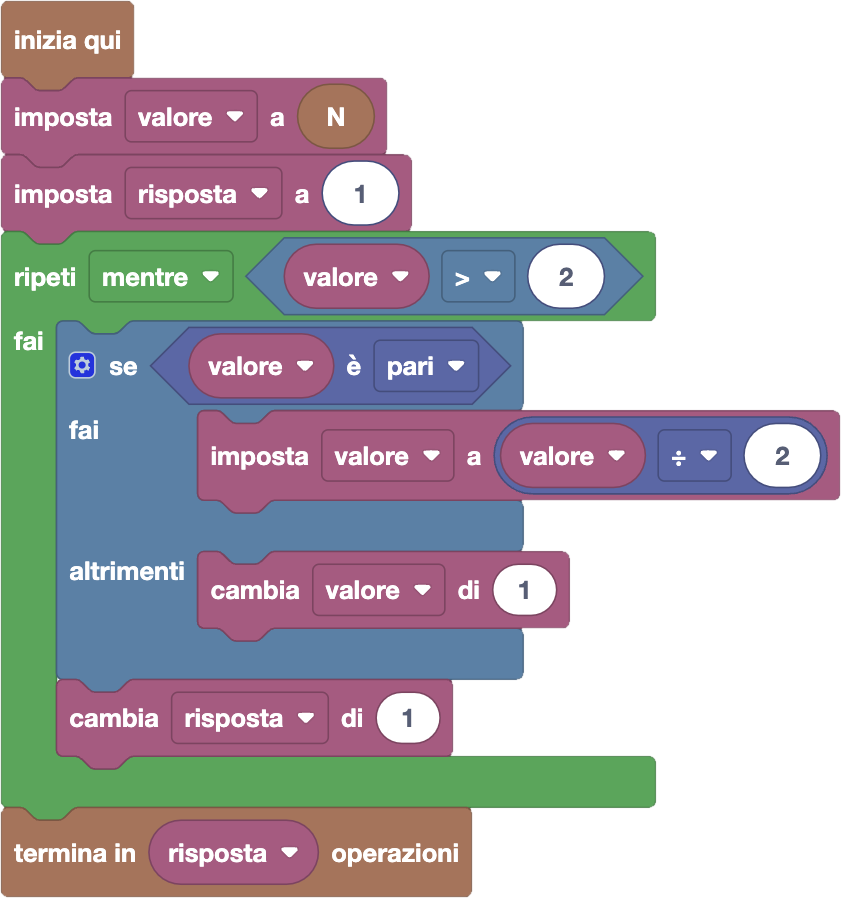 inizia qui
imposta valore a N
imposta risposta a 1
ripeti mentre valore > 2
fai
se valore è pari
fai
imposta valore a valore ÷ 2
altrimenti
cambia valore di 1
cambia risposta di 1
termina in risposta operazioni